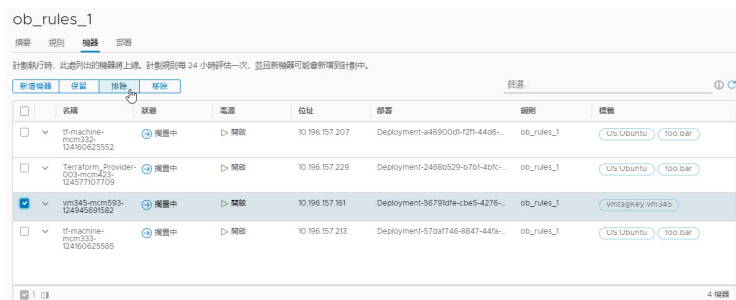 ob_rules_1
摘要 規則 機器 部署
計劃執行時，此處列出的機器將上線。計劃規則每 24 小時評估一次，並且新機器可能會新增到計劃中。
新增機器 保留 排除 移除 篩選...
名稱 狀態 電源 位址 部署 規則 標籤
tf-machine-mcm332-124160625552 擱置中 開啟 10.196.157.207 Deployment-a46900d1-f2f1-44d6-... ob_rules_1 OS:Ubuntu foo:bar
Terraform_Provider-003-mcm423-124577107709 擱置中 開啟 10.196.157.229 Deployment-2468b529-b7b1-4bfc-... ob_rules_1 OS:Ubuntu foo:bar
vm345-mcm593-124945691582 擱置中 開啟 10.196.157.161 Deployment-56791dfe-cbe5-4276-... ob_rules_1 vmtagKey:vm345
tf-machine-mcm333-124160625585 擱置中 開啟 10.196.157.213 Deployment-57daf746-8847-44fa-... ob_rules_1 OS:Ubuntu foo:bar
1 4 機器